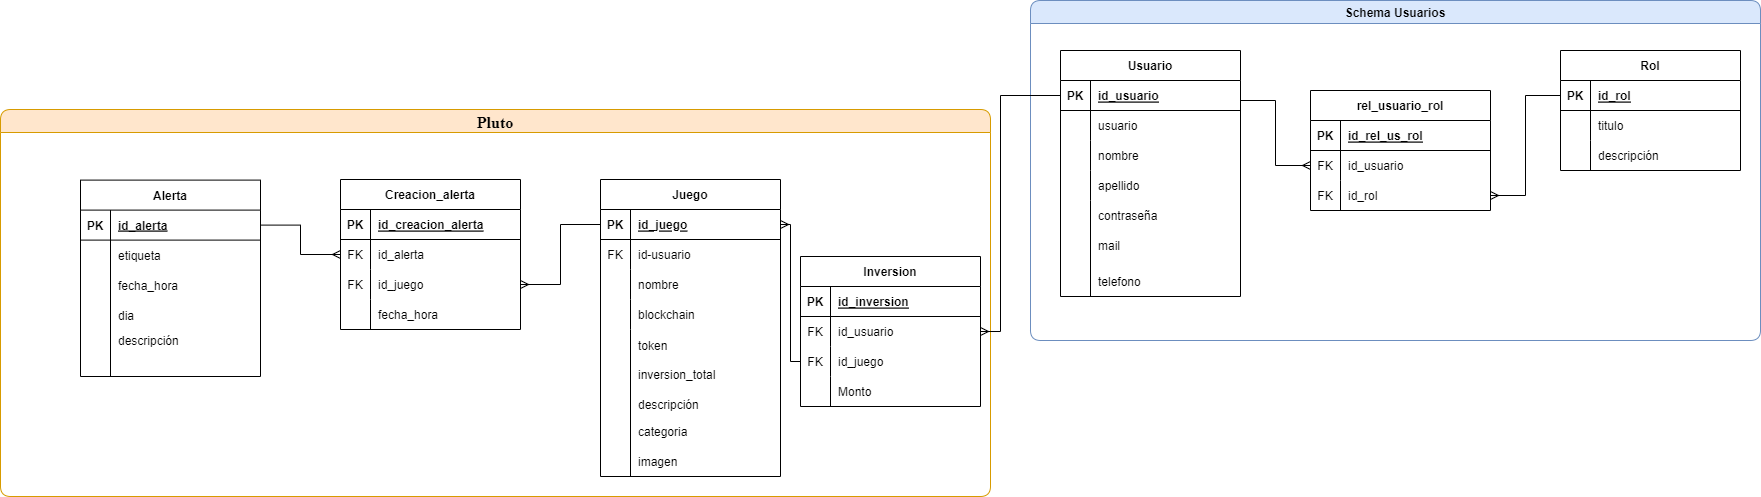 Schema Usuarios
Usuario
PK id_usuario
usuario
nombre
apellido
contraseña
mail
telefono
rel_usuario_rol
PK id_rel_us_rol
FK id_usuario
FK id_rol
Rol
PK id_rol
titulo
descripción
Pluto
Alerta
PK id_alerta
etiqueta
fecha_hora
dia
descripción
Creacion_alerta
PK id_creacion_alerta
FK id_alerta
FK id_juego
fecha_hora
Juego
PK id_juego
FK id-usuario
nombre
blockchain
token
inversion_total
descripción
categoria
imagen
Inversion
PK id_inversion
FK id_usuario
FK id_juego
Monto